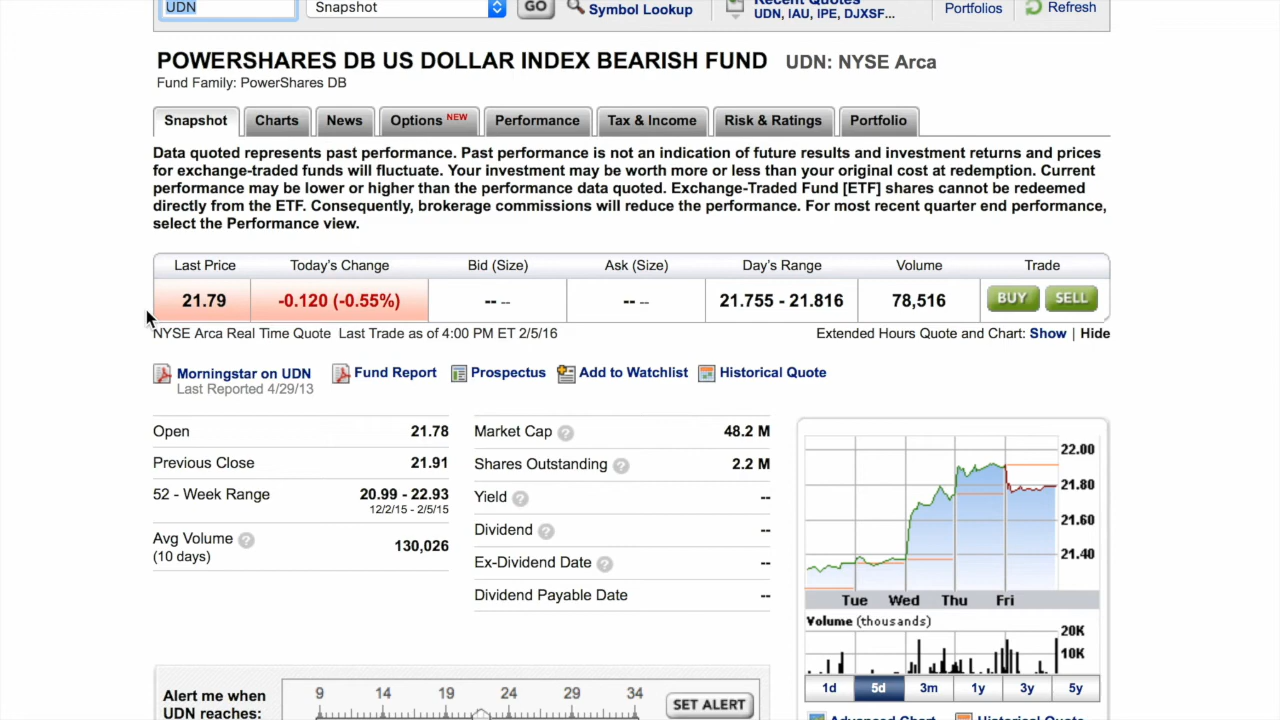 UDN
Snapshot
GO
Symbol Lookup
Recent Quotes
UDN, IAU, IPE, DJXSF...
Portfolios
Refresh
POWERSHARES DB US DOLLAR INDEX BEARISH FUND UDN: NYSE Arca
Fund Family: PowerShares DB
Snapshot
Charts
News
Options NEW
Performance
Tax & Income
Risk & Ratings
Portfolio
Data quoted represents past performance. Past performance is not an indication of future results and investment returns and prices
for exchange-traded funds will fluctuate. Your investment may be worth more or less than your original cost at redemption. Current
performance may be lower or higher than the performance data quoted. Exchange-Traded Fund [ETF] shares cannot be redeemed
directly from the ETF. Consequently, brokerage commissions will reduce the performance. For most recent quarter end performance,
select the Performance view.
Last Price Today's Change Bid (Size) Ask (Size) Day's Range Volume Trade
21.79 -0.120 (-0.55%) -- -- -- -- 21.755 - 21.816 78,516 BUY SELL
NYSE Arca Real Time Quote Last Trade as of 4:00 PM ET 2/5/16
Extended Hours Quote and Chart: Show | Hide
Morningstar on UDN
Last Reported 4/29/13
Fund Report
Prospectus
Add to Watchlist
Historical Quote
Open 21.78
Previous Close 21.91
52 - Week Range 20.99 - 22.93
12/2/15 - 2/5/15
Avg Volume ? 130,026
(10 days)
Market Cap ? 48.2 M
Shares Outstanding ? 2.2 M
Yield ? --
Dividend ? --
Ex-Dividend Date ? --
Dividend Payable Date --
22.00
21.80
21.60
21.40
Tue Wed Thu Fri
Volume (thousands)
20K
10K
1d 5d 3m 1y 3y 5y
Advanced Chart
Historical Quote
Alert me when
UDN reaches:
9 14 19 24 29 34
SET ALERT